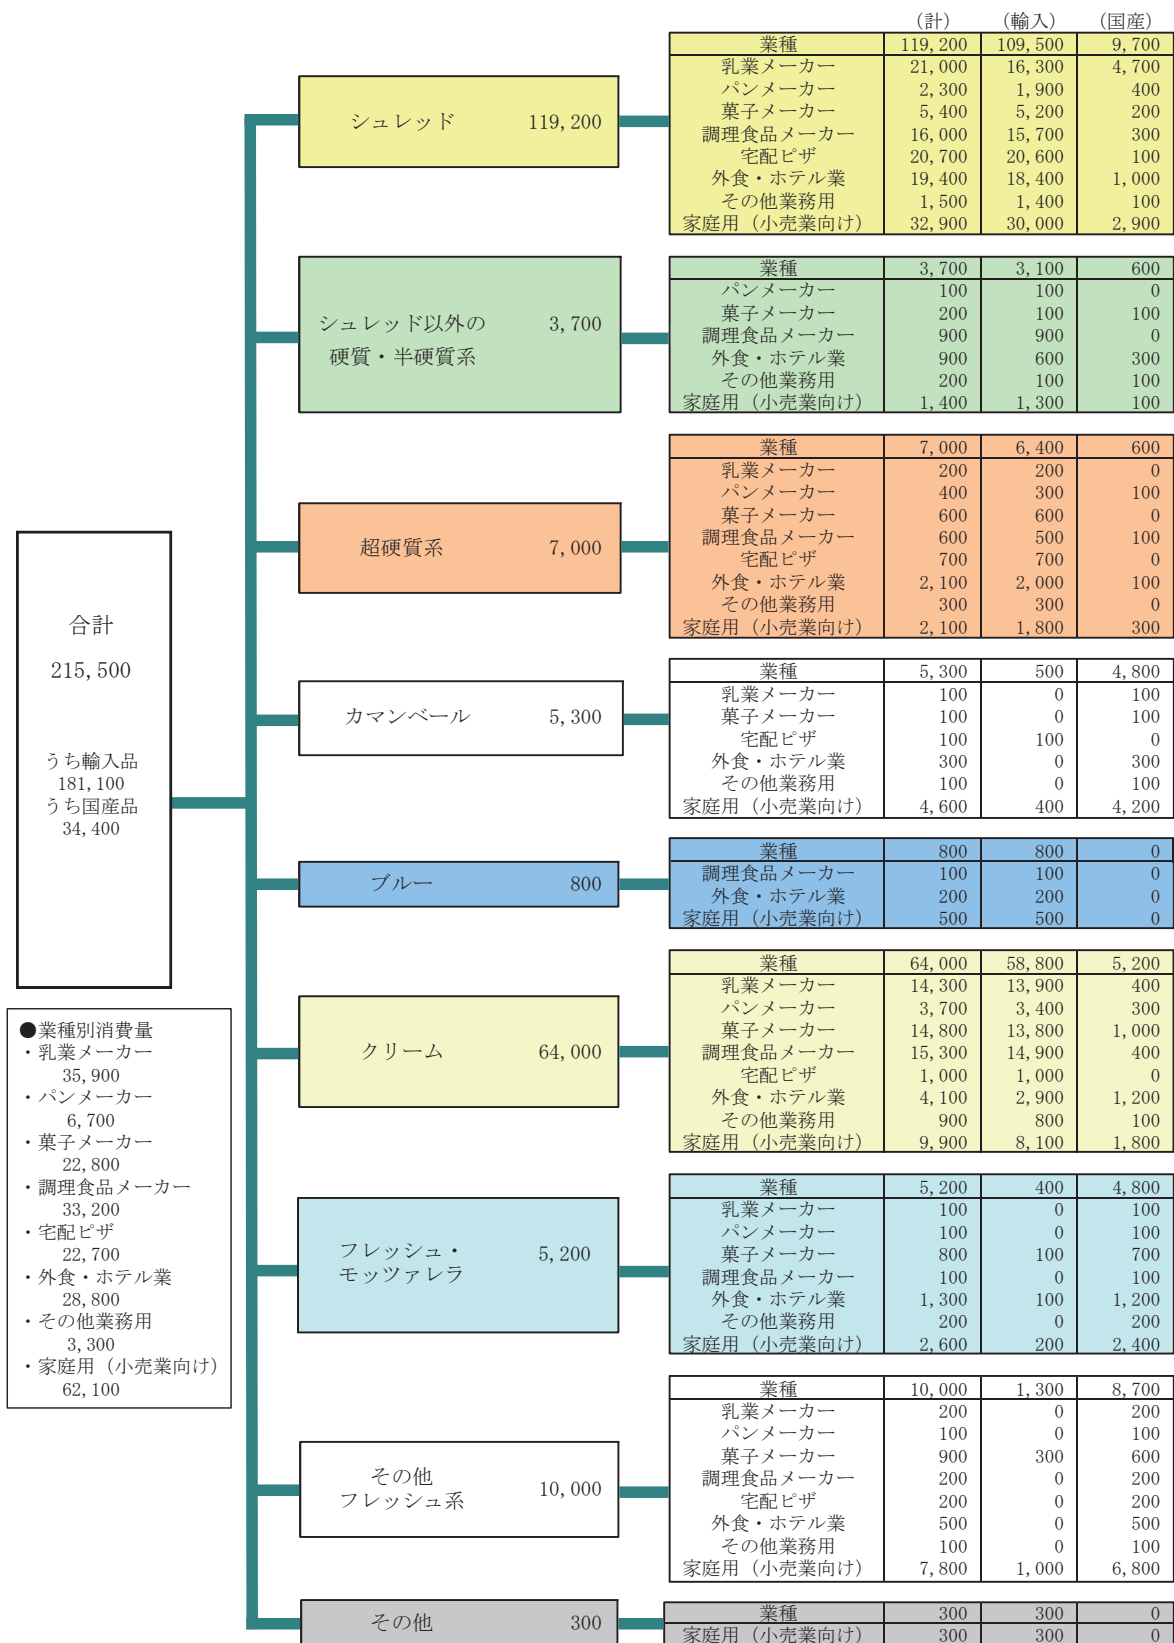 (計) (輸入) (国産)
合計
215,500
うち輸入品
181,100
うち国産品
34,400
●業種別消費量
・乳業メーカー
35,900
・パンメーカー
6,700
・菓子メーカー
22,800
・調理食品メーカー
33,200
・宅配ピザ
22,700
・外食・ホテル業
28,800
・その他業務用
3,300
・家庭用（小売業向け）
62,100
シュレッド 119,200
業種 119,200 109,500 9,700
乳業メーカー 21,000 16,300 4,700
パンメーカー 2,300 1,900 400
菓子メーカー 5,400 5,200 200
調理食品メーカー 16,000 15,700 300
宅配ピザ 20,700 20,600 100
外食・ホテル業 19,400 18,400 1,000
その他業務用 1,500 1,400 100
家庭用（小売業向け） 32,900 30,000 2,900
シュレッド以外の 3,700
硬質・半硬質系
業種 3,700 3,100 600
パンメーカー 100 100 0
菓子メーカー 200 100 100
調理食品メーカー 900 900 0
外食・ホテル業 900 600 300
その他業務用 200 100 100
家庭用（小売業向け） 1,400 1,300 100
超硬質系 7,000
業種 7,000 6,400 600
乳業メーカー 200 200 0
パンメーカー 400 300 100
菓子メーカー 600 600 0
調理食品メーカー 600 500 100
宅配ピザ 700 700 0
外食・ホテル業 2,100 2,000 100
その他業務用 300 300 0
家庭用（小売業向け） 2,100 1,800 300
カマンベール 5,300
業種 5,300 500 4,800
乳業メーカー 100 0 100
菓子メーカー 100 0 100
宅配ピザ 100 100 0
外食・ホテル業 300 0 300
その他業務用 100 0 100
家庭用（小売業向け） 4,600 400 4,200
ブルー 800
業種 800 800 0
調理食品メーカー 100 100 0
外食・ホテル業 200 200 0
家庭用（小売業向け） 500 500 0
クリーム 64,000
業種 64,000 58,800 5,200
乳業メーカー 14,300 13,900 400
パンメーカー 3,700 3,400 300
菓子メーカー 14,800 13,800 1,000
調理食品メーカー 15,300 14,900 400
宅配ピザ 1,000 1,000 0
外食・ホテル業 4,100 2,900 1,200
その他業務用 900 800 100
家庭用（小売業向け） 9,900 8,100 1,800
フレッシュ・ 5,200
モッツァレラ
業種 5,200 400 4,800
乳業メーカー 100 0 100
パンメーカー 100 0 100
菓子メーカー 800 100 700
調理食品メーカー 100 0 100
外食・ホテル業 1,300 100 1,200
その他業務用 200 0 200
家庭用（小売業向け） 2,600 200 2,400
その他 10,000
フレッシュ系
業種 10,000 1,300 8,700
乳業メーカー 200 0 200
パンメーカー 100 0 100
菓子メーカー 900 300 600
調理食品メーカー 200 0 200
宅配ピザ 200 0 200
外食・ホテル業 500 0 500
その他業務用 100 0 100
家庭用（小売業向け） 7,800 1,000 6,800
その他 300
業種 300 300 0
家庭用（小売業向け） 300 300 0